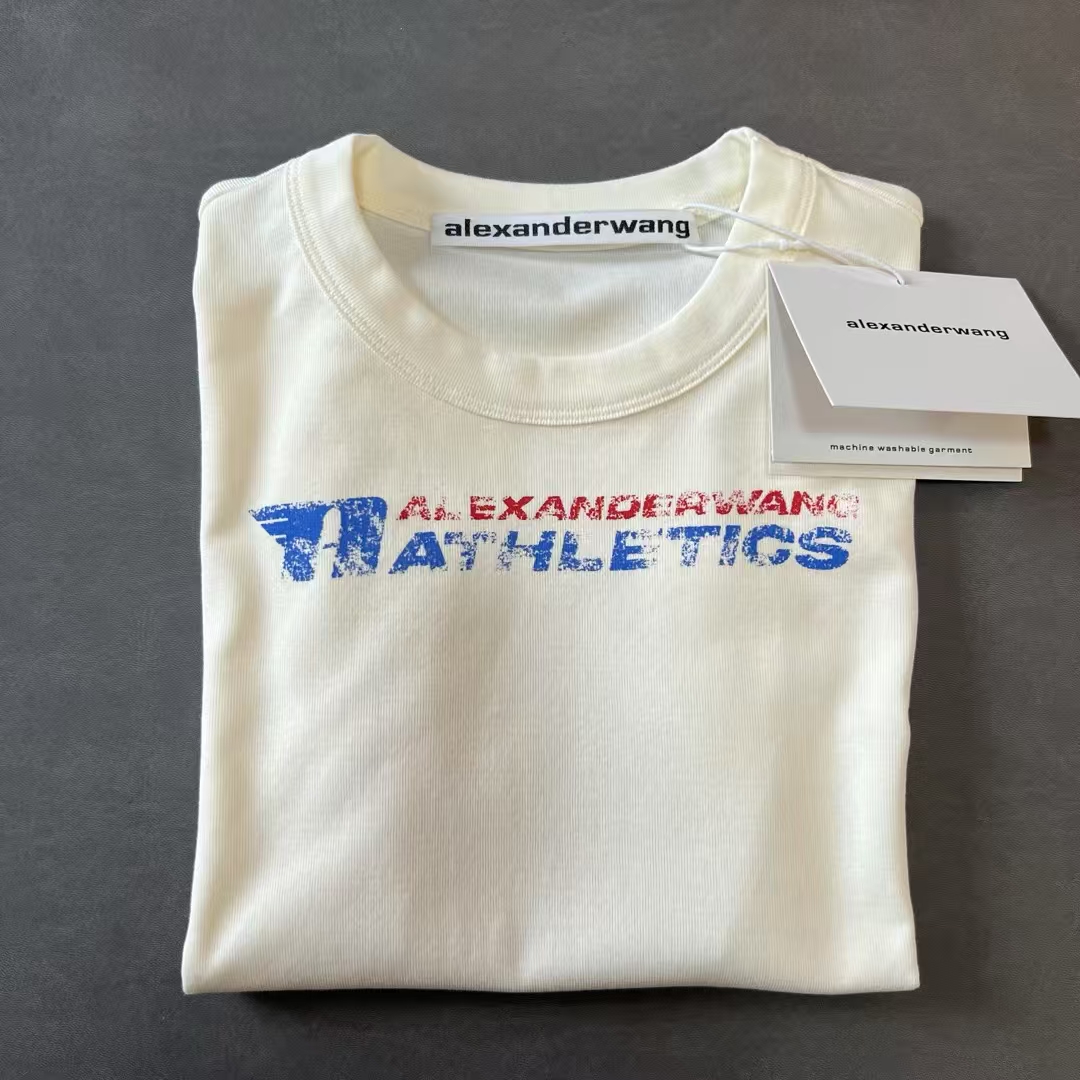 alexanderwang
alexanderwang
machine washable garment
ALEXANDERWANG
ATHLETICS